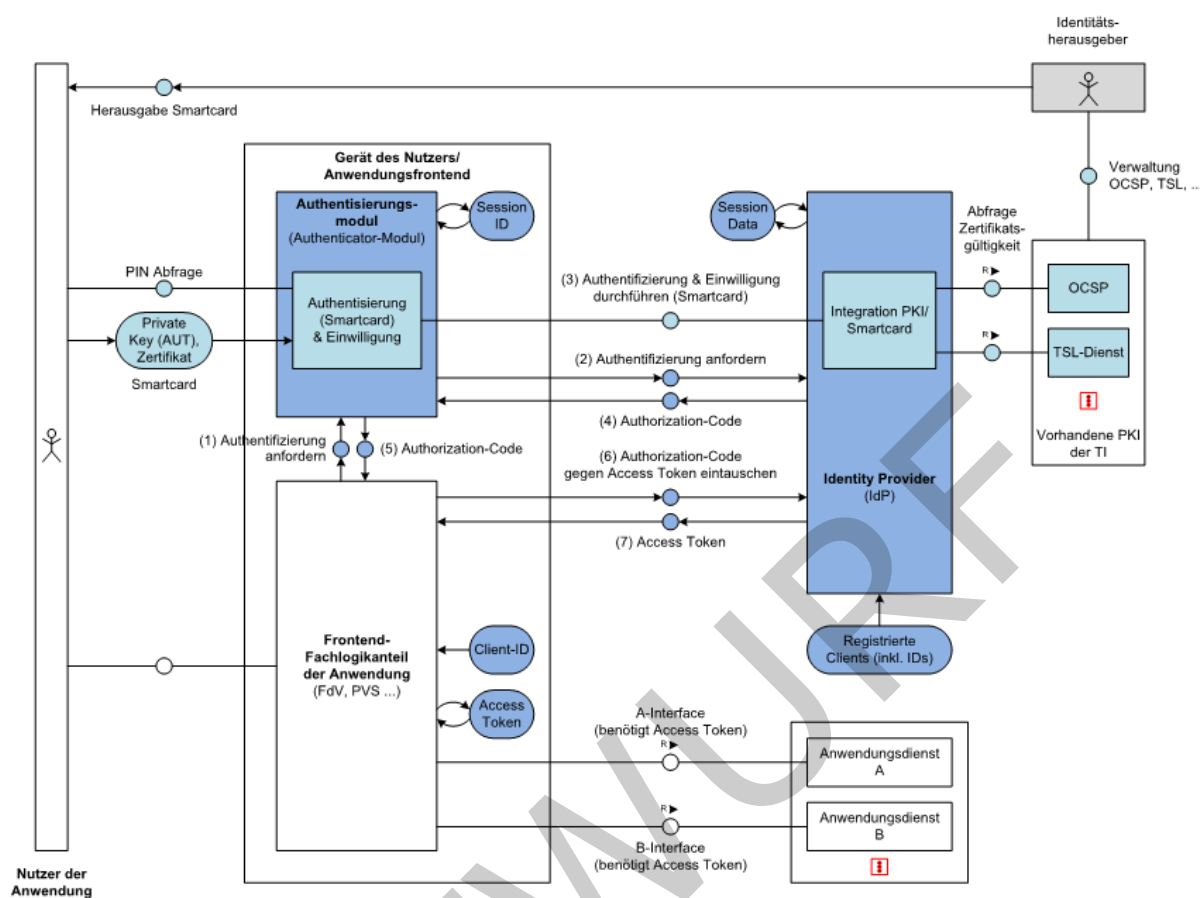 Identitäts-
herausgeber
Herausgabe Smartcard
Verwaltung
OCSP, TSL, ...
Gerät des Nutzers/
Anwendungsfrontend
Authentisierungs-
modul
(Authenticator-Modul)
Session
ID
Session
Data
Abfrage
Zertifikats-
gültigkeit
PIN Abfrage
Authentisierung
(Smartcard)
& Einwilligung
(3) Authentifizierung & Einwilligung
durchführen (Smartcard)
Integration PKI/
Smartcard
R
OCSP
R
TSL-Dienst
Private
Key (AUT),
Zertifikat
Smartcard
(2) Authentifizierung anfordern
(4) Authorization-Code
Vorhandene PKI
der TI
(1) Authentifizierung
anfordern
(5) Authorization-Code
(6) Authorization-Code
gegen Access Token eintauschen
Identity Provider
(IdP)
(7) Access Token
Frontend-
Fachlogikanteil
der Anwendung
(FdV, PVS ...)
Client-ID
Registrierte
Clients (inkl. IDs)
Access
Token
A-Interface
(benötigt Access Token)
R
Anwendungsdienst
A
R
Anwendungsdienst
B
B-Interface
(benötigt Access Token)
Nutzer der
Anwendung
WURF